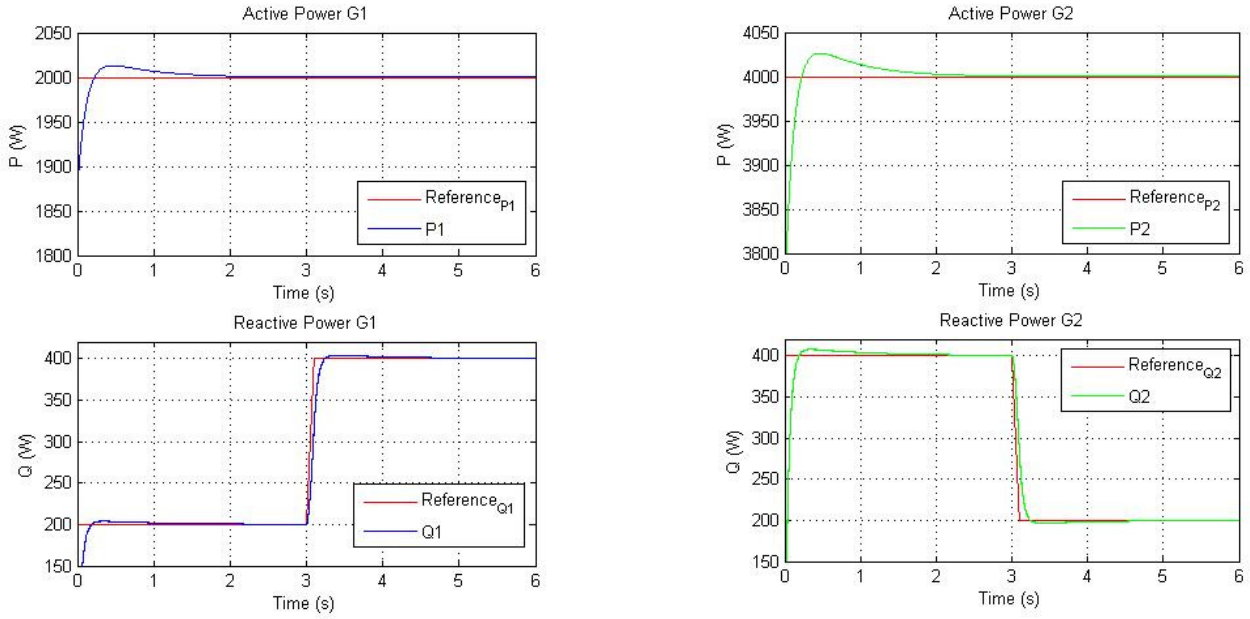 Active Power G1
2050
2000
1950
1900
1850
1800
P (W)
Reference_P1
P1
0 1 2 3 4 5 6
Time (s)
Active Power G2
4050
4000
3950
3900
3850
3800
P (W)
Reference_P2
P2
0 1 2 3 4 5 6
Time (s)
Reactive Power G1
400
350
300
250
200
150
Q (W)
Reference_Q1
Q1
0 1 2 3 4 5 6
Time (s)
Reactive Power G2
400
350
300
250
200
150
Q (W)
Reference_Q2
Q2
0 1 2 3 4 5 6
Time (s)